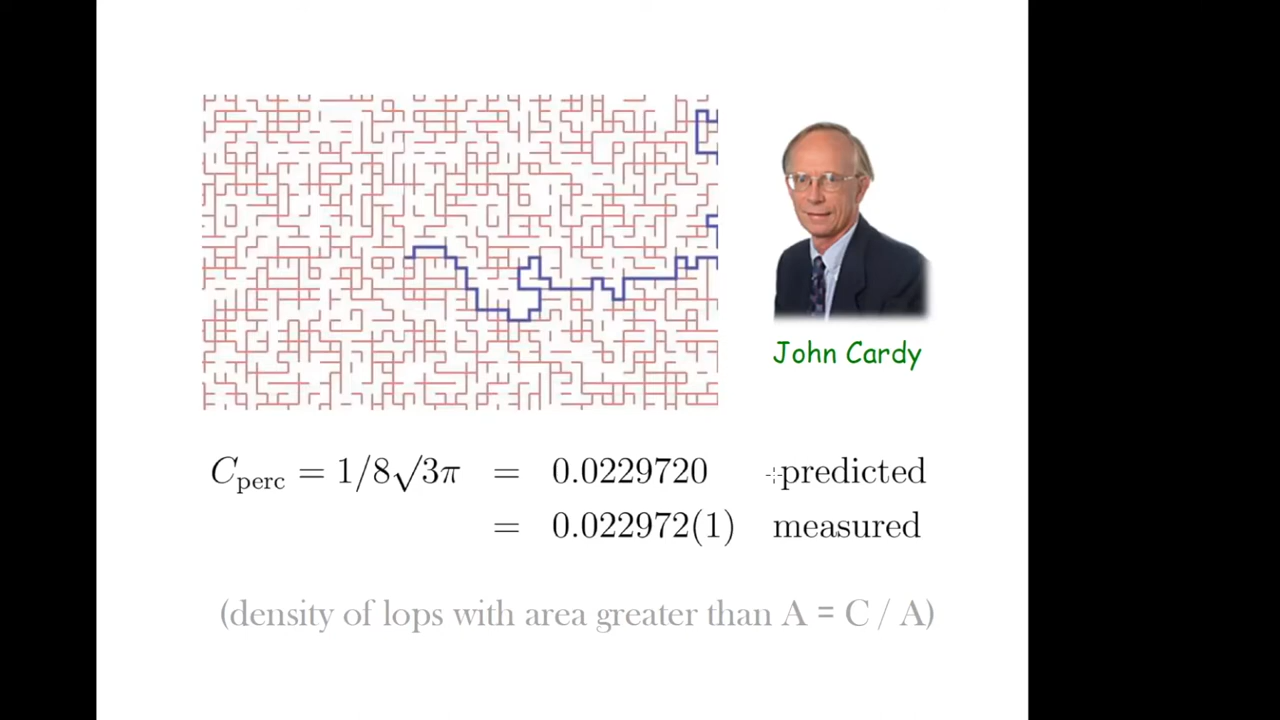 John Cardy
C_perc = 1/8√3π = 0.0229720 predicted
= 0.022972(1) measured
(density of lops with area greater than A = C / A)